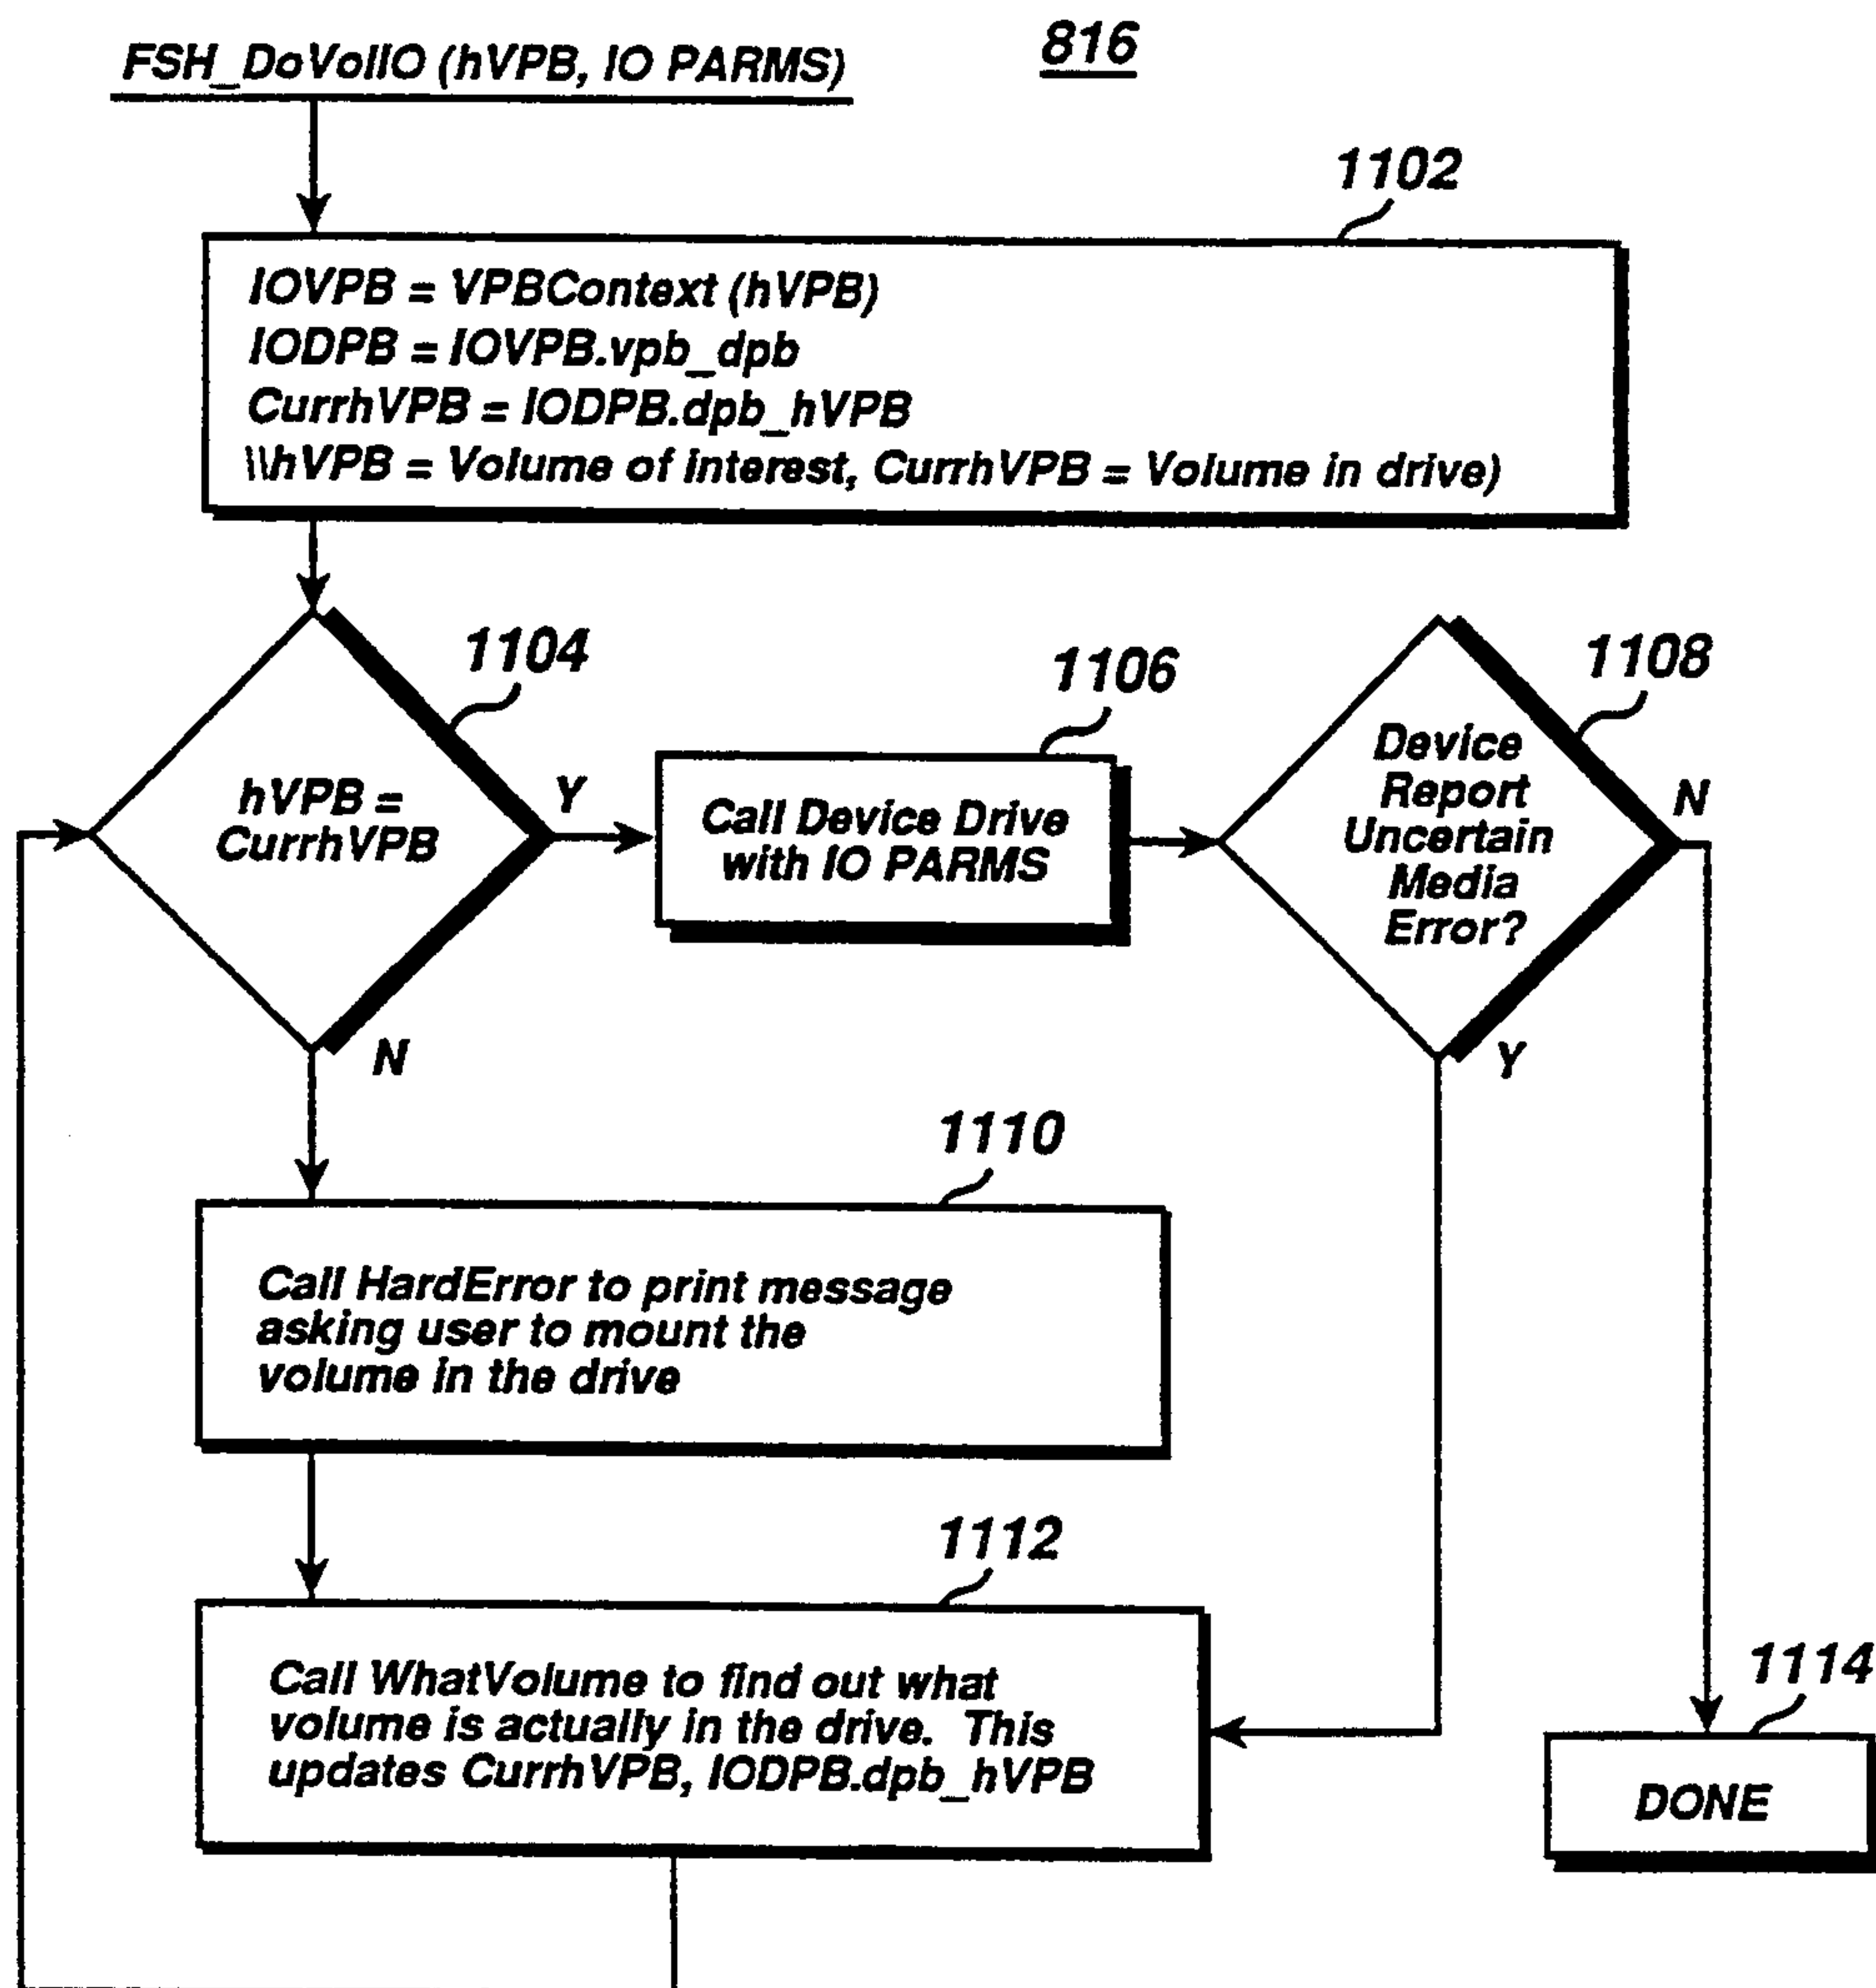 FSH_DoVolIO (hVPB, IO PARMS)
816
1102
IOVPB = VPBContext (hVPB)
IODPB = IOVPB.vpb_dpb
CurrhVPB = IODPB.dpb_hVPB
\\hVPB = Volume of interest, CurrhVPB = Volume in drive)
1104
hVPB =
CurrhVPB
Y
N
1106
Call Device Drive
with IO PARMS
1108
Device
Report
Uncertain
Media
Error?
N
Y
1110
Call HardError to print message
asking user to mount the
volume in the drive
1112
Call WhatVolume to find out what
volume is actually in the drive. This
updates CurrhVPB, IODPB.dpb_hVPB
1114
DONE